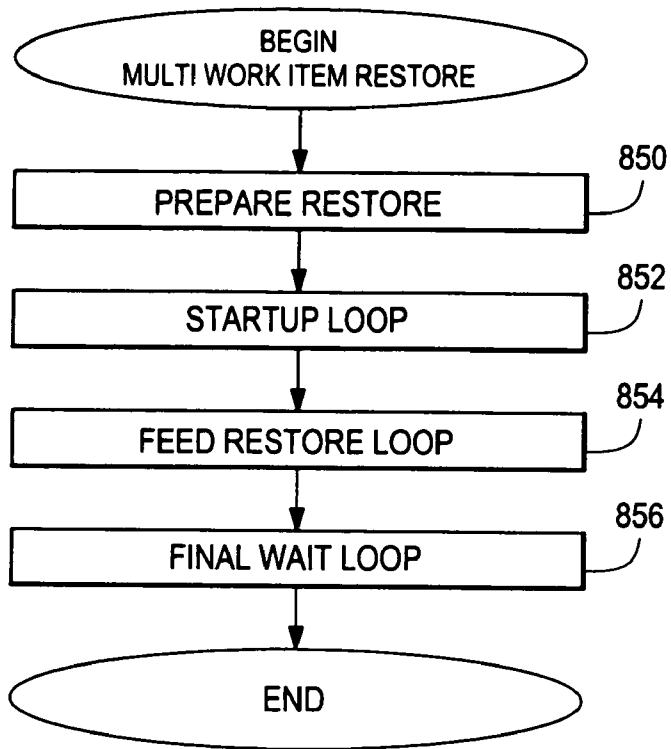 BEGIN
MULTI WORK ITEM RESTORE
850
PREPARE RESTORE
852
STARTUP LOOP
854
FEED RESTORE LOOP
856
FINAL WAIT LOOP
END